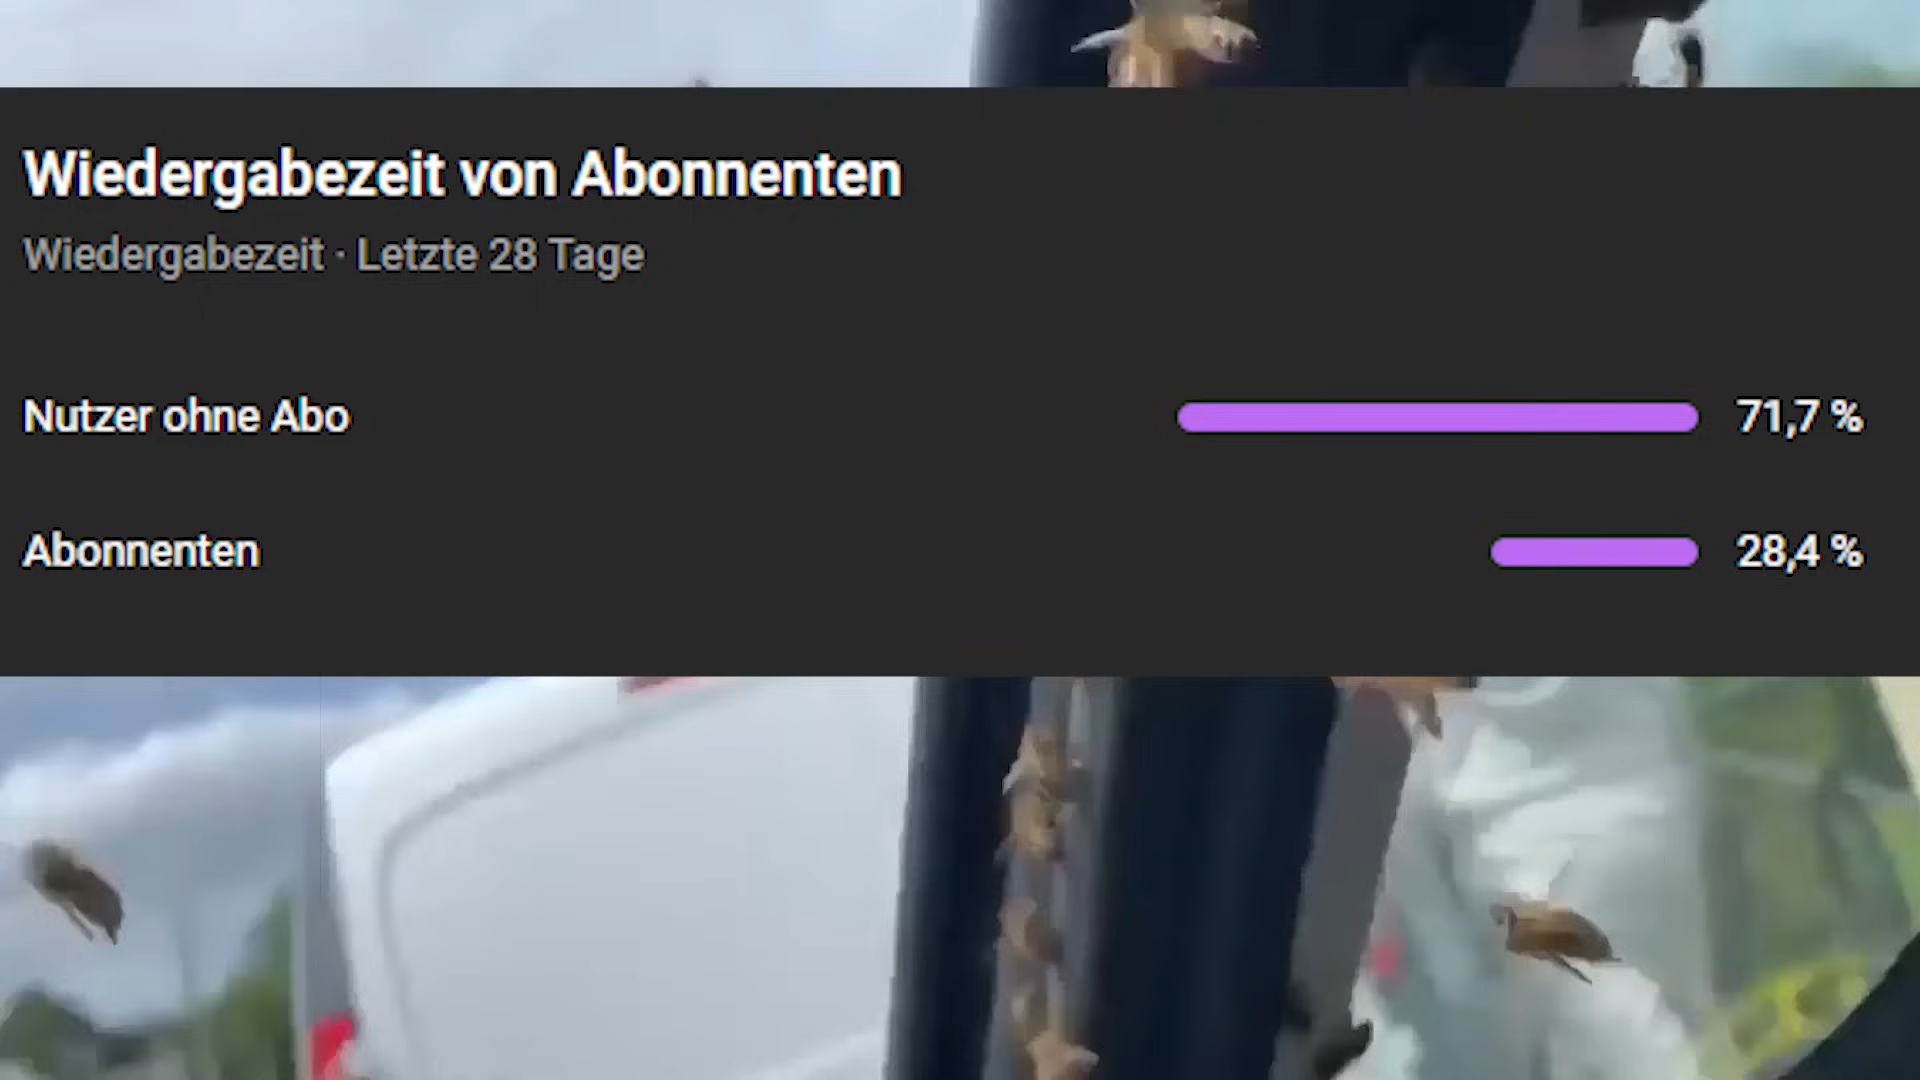 Wiedergabezeit von Abonnenten
Wiedergabezeit · Letzte 28 Tage
Nutzer ohne Abo 71,7 %
Abonnenten 28,4 %